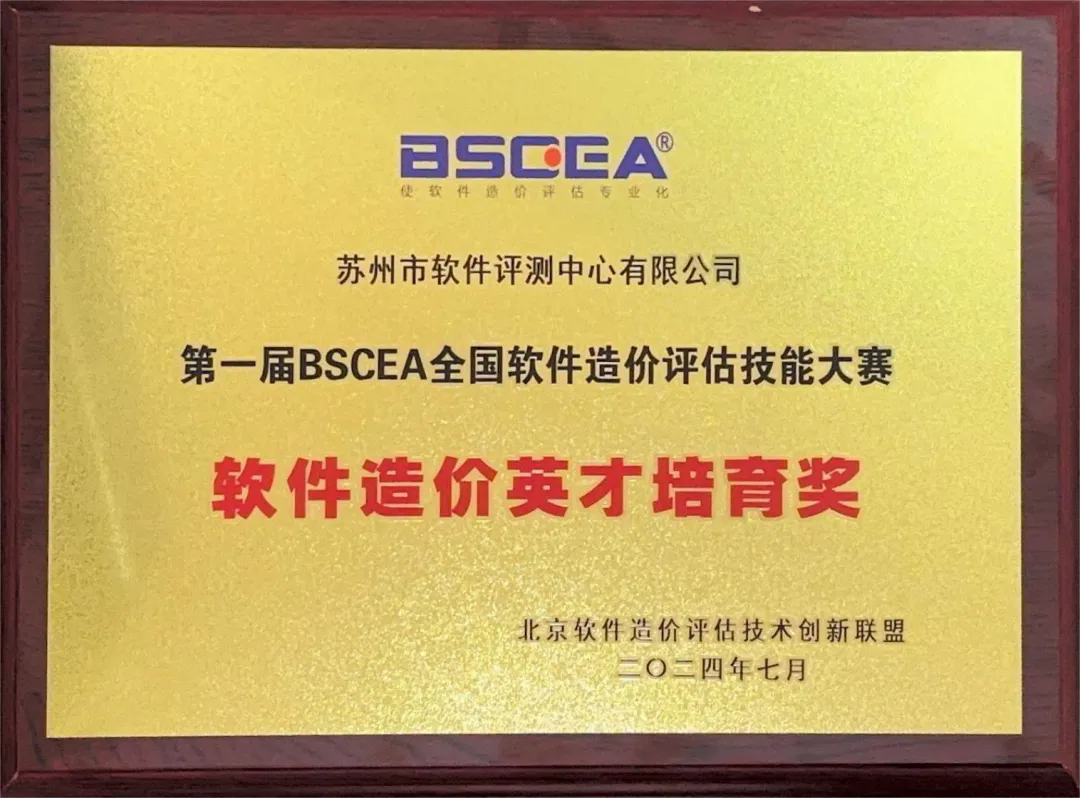 BSCEA®
使软件造价评估专业化
苏州市软件评测中心有限公司
第一届BSCEA全国软件造价评估技能大赛
软件造价英才培育奖
北京软件造价评估技术创新联盟
二〇二四年七月